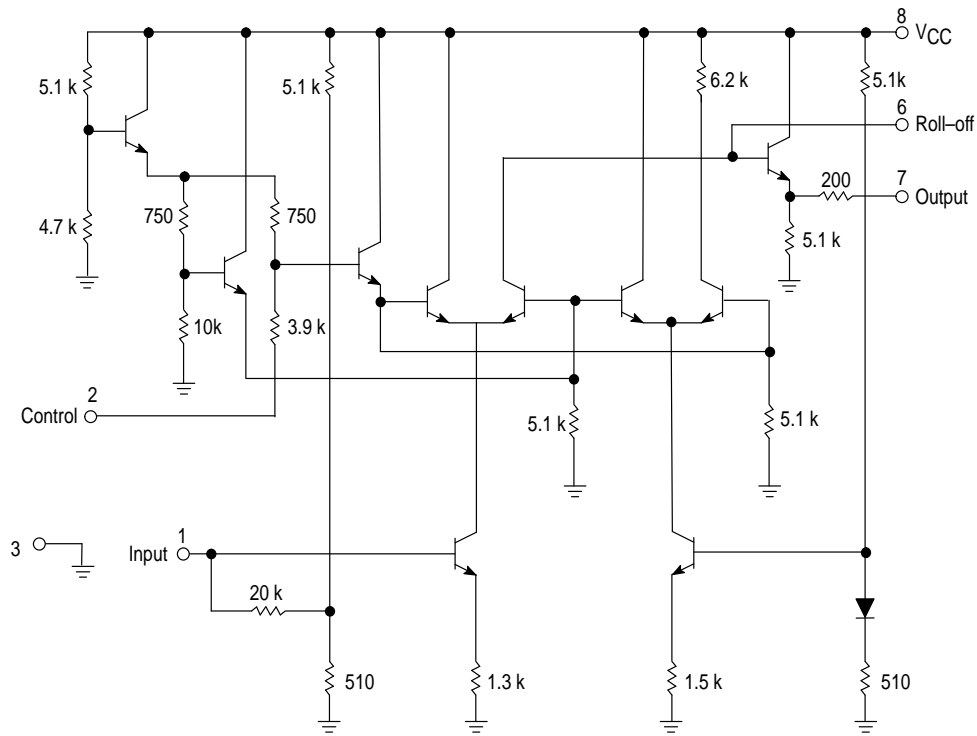 8
VCC
5.1 k
5.1 k
6.2 k
5.1k
6
Roll–off
200
7
Output
4.7 k
750
750
5.1 k
10k
3.9 k
2
Control
5.1 k
5.1 k
3
Input
1
20 k
510
1.3 k
1.5 k
510